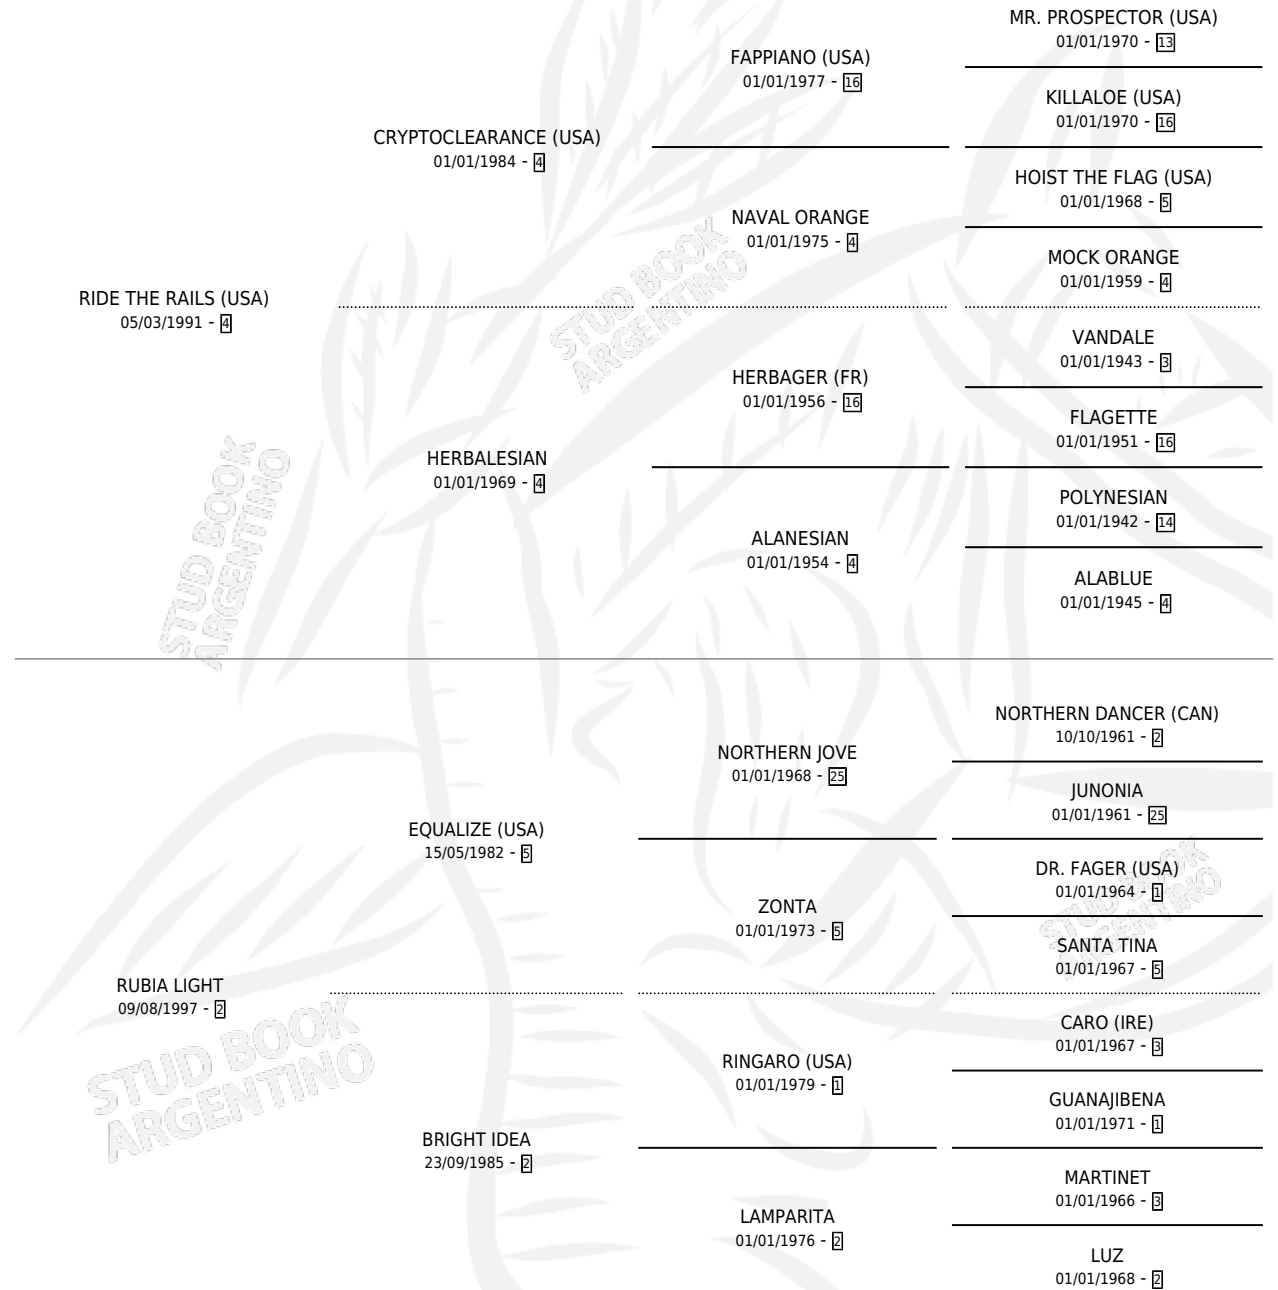 MR. PROSPECTOR (USA)
01/01/1970 - 13
FAPPIANO (USA)
01/01/1977 - 16
KILLALOE (USA)
01/01/1970 - 16
CRYPTOCLEARANCE (USA)
01/01/1984 - 4
HOIST THE FLAG (USA)
01/01/1968 - 5
NAVAL ORANGE
01/01/1975 - 4
MOCK ORANGE
01/01/1959 - 4
RIDE THE RAILS (USA)
05/03/1991 - 4
VANDALE
01/01/1943 - 3
HERBAGER (FR)
01/01/1956 - 16
FLAGETTE
01/01/1951 - 16
HERBALESIAN
01/01/1969 - 4
POLYNESIAN
01/01/1942 - 14
ALANESIAN
01/01/1954 - 4
ALABLUE
01/01/1945 - 4
NORTHERN DANCER (CAN)
10/10/1961 - 2
NORTHERN JOVE
01/01/1968 - 25
JUNONIA
01/01/1961 - 25
EQUALIZE (USA)
15/05/1982 - 5
DR. FAGER (USA)
01/01/1964 - 1
ZONTA
01/01/1973 - 5
SANTA TINA
01/01/1967 - 5
RUBIA LIGHT
09/08/1997 - 2
CARO (IRE)
01/01/1967 - 3
RINGARO (USA)
01/01/1979 - 1
GUANAJIBENA
01/01/1971 - 1
BRIGHT IDEA
23/09/1985 - 2
MARTINET
01/01/1966 - 3
LAMPARITA
01/01/1976 - 2
LUZ
01/01/1968 - 2
STUD BOOK
ARGENTINO
STUD BOOK
ARGENTINO
STUD BOOK
ARGENTINO
STUD BOOK
ARGENTINO